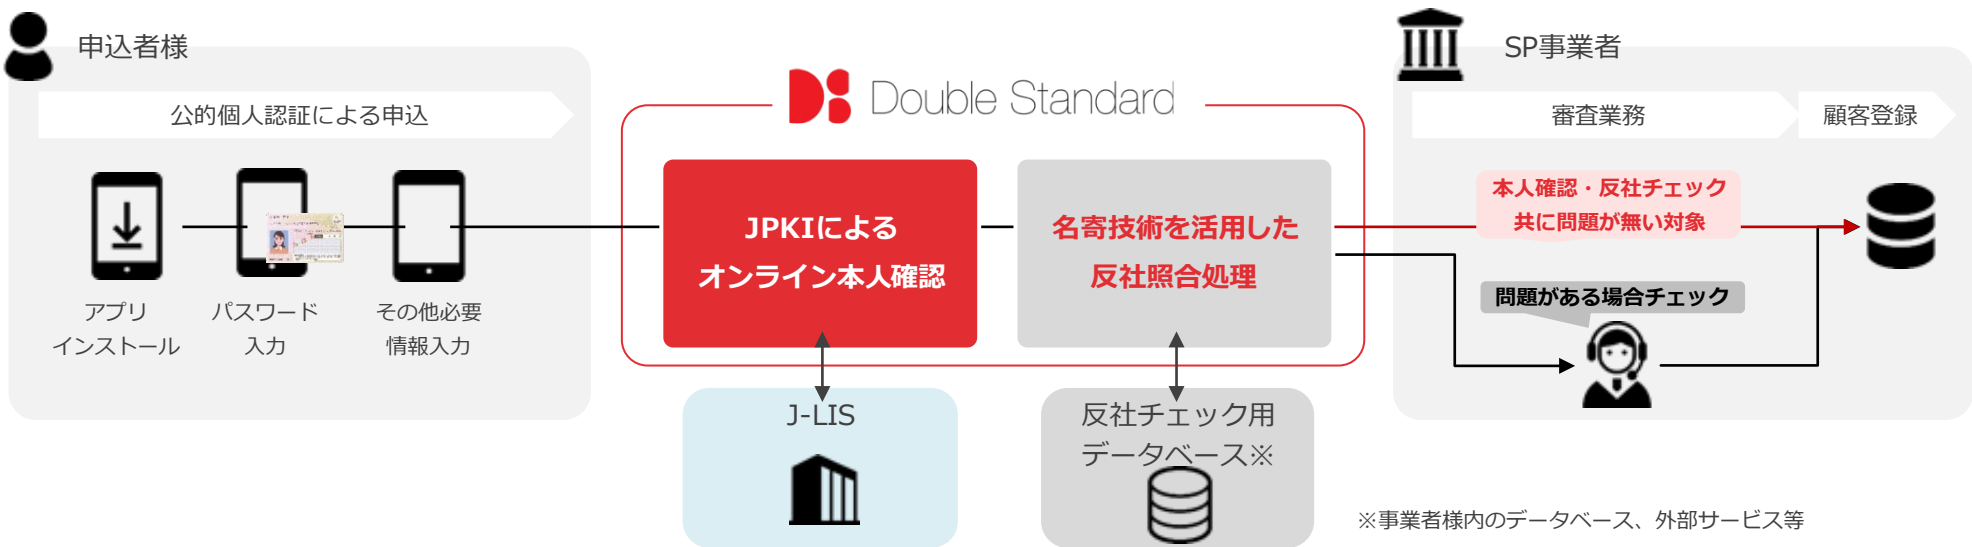 申込者様
公的個人認証による申込
アプリ
インストール
パスワード
入力
その他必要
情報入力
Double Standard
JPKIによる
オンライン本人確認
名寄技術を活用した
反社照合処理
J-LIS
反社チェック用
データベース※
SP事業者
審査業務
顧客登録
本人確認・反社チェック
共に問題が無い対象
問題がある場合チェック
※事業者様内のデータベース、外部サービス等